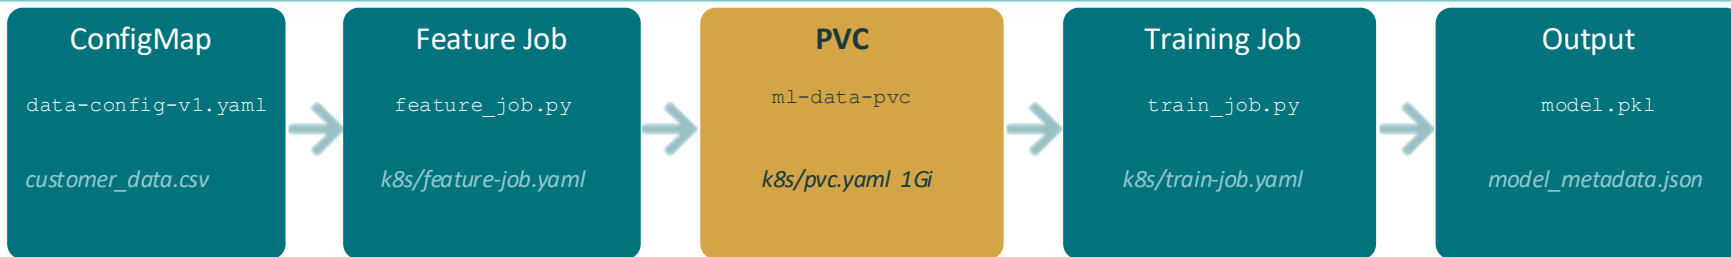 ConfigMap
data-config-v1.yaml
customer_data.csv
Feature Job
feature_job.py
k8s/feature-job.yaml
PVC
ml-data-pvc
k8s/pvc.yaml 1Gi
Training Job
train_job.py
k8s/train-job.yaml
Output
model.pkl
model_metadata.json